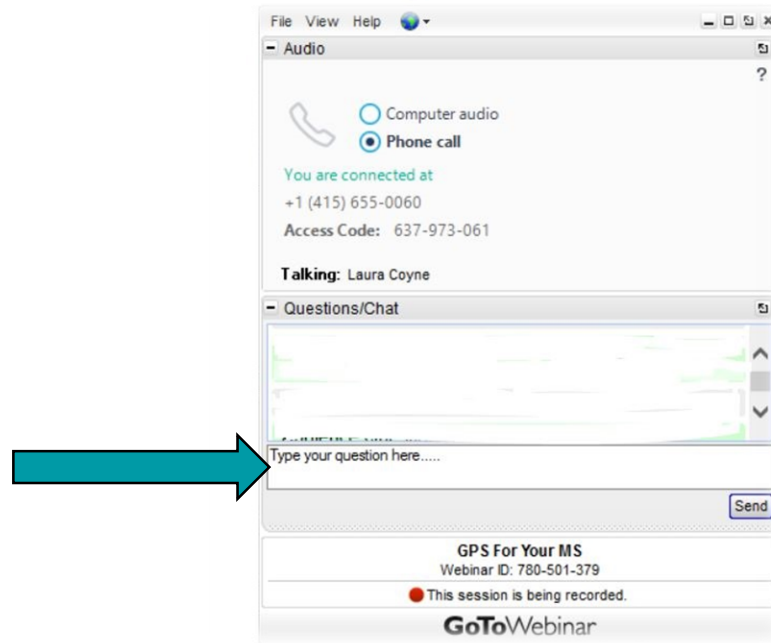 File View Help
Audio
?
Computer audio
Phone call
You are connected at
+1 (415) 655-0060
Access Code: 637-973-061
Talking: Laura Coyne
Questions/Chat
Type your question here.....
Send
GPS For Your MS
Webinar ID: 780-501-379
This session is being recorded.
GoToWebinar